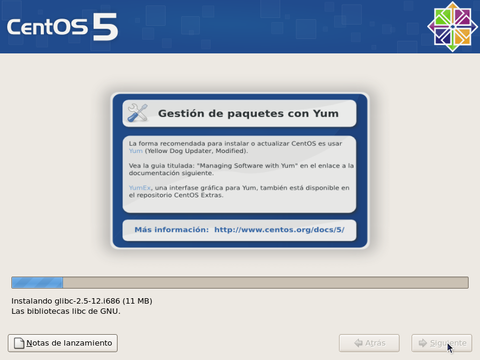 CentOS 5
Gestión de paquetes con Yum
La forma recomendada para instalar o actualizar CentOS es usar
Yum (Yellow Dog Updater, Modified).
Vea la guia titulada: "Managing Software with Yum" en el enlace a la
documentación siguiente.
YumEx, una interfase gráfica para Yum, también está disponible en
el repositorio CentOS Extras.
Más información: http://www.centos.org/docs/5/
Instalando glibc-2.5-12.i686 (11 MB)
Las bibliotecas libc de GNU.
Notas de lanzamiento
Atrás
Siguiente